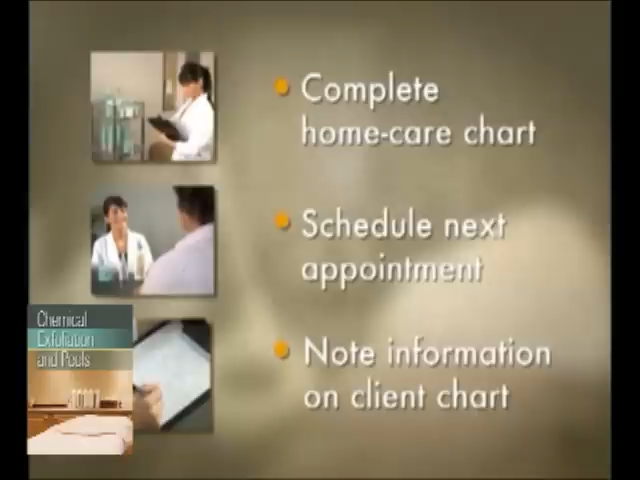 Complete
home-care chart
Schedule next
appointment
Note information
on client chart
Chemical
Exfoliation
and Peels